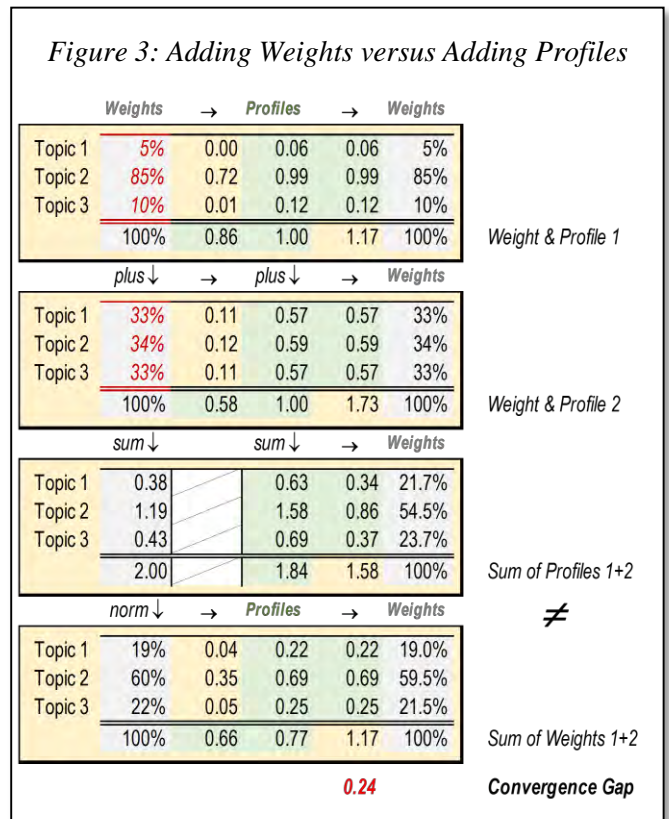 Figure 3: Adding Weights versus Adding Profiles
Weights → Profiles → Weights
Topic 1 5% 0.00 0.06 0.06 5%
Topic 2 85% 0.72 0.99 0.99 85%
Topic 3 10% 0.01 0.12 0.12 10%
100% 0.86 1.00 1.17 100% Weight & Profile 1
plus ↓ → plus ↓ → Weights
Topic 1 33% 0.11 0.57 0.57 33%
Topic 2 34% 0.12 0.59 0.59 34%
Topic 3 33% 0.11 0.57 0.57 33%
100% 0.58 1.00 1.73 100% Weight & Profile 2
sum ↓ sum ↓ → Weights
Topic 1 0.38 0.63 0.34 21.7%
Topic 2 1.19 1.58 0.86 54.5%
Topic 3 0.43 0.69 0.37 23.7%
2.00 1.84 1.58 100% Sum of Profiles 1+2
norm ↓ → Profiles → Weights ≠
Topic 1 19% 0.04 0.22 0.22 19.0%
Topic 2 60% 0.35 0.69 0.69 59.5%
Topic 3 22% 0.05 0.25 0.25 21.5%
100% 0.66 0.77 1.17 100% Sum of Weights 1+2
0.24 Convergence Gap